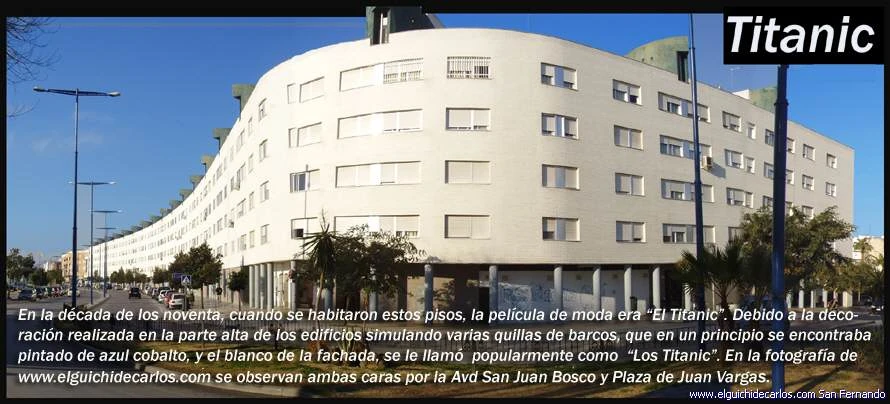 Titanic
En la década de los noventa, cuando se habitaron estos pisos, la película de moda era “El Titanic”. Debido a la deco-
ración realizada en la parte alta de los edificios simulando varias quillas de barcos, que en un principio se encontraba
pintado de azul cobalto, y el blanco de la fachada, se le llamó popularmente como “Los Titanic”. En la fotografía de
www.elguichidecarlos.com se observan ambas caras por la Avd San Juan Bosco y Plaza de Juan Vargas.
www.elguichidecarlos.com San Fernando